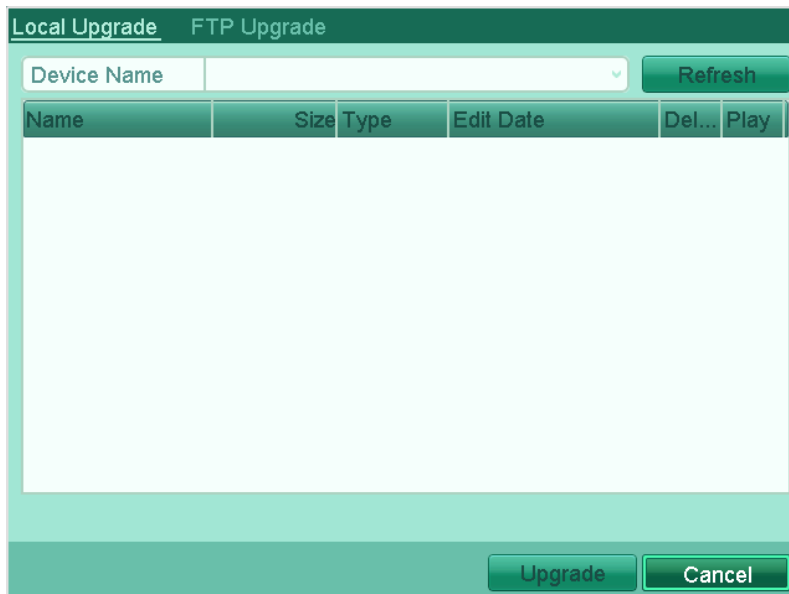 Local Upgrade FTP Upgrade
Device Name Refresh
Name Size Type Edit Date Del... Play
Upgrade Cancel